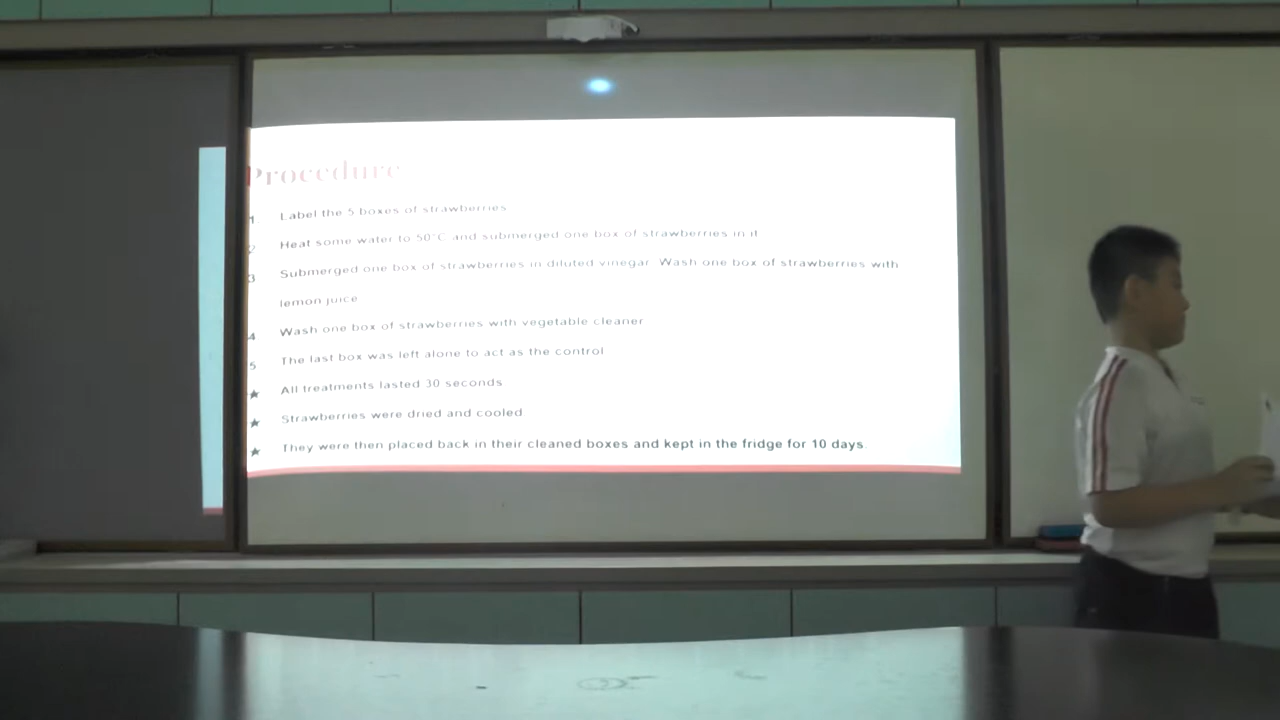 Procedure
1. Label the 5 boxes of strawberries
2 Heat some water to 50°C and submerged one box of strawberries in it
3 Submerged one box of strawberries in diluted vinegar. Wash one box of strawberries with
lemon juice
4 Wash one box of strawberries with vegetable cleaner
5 The last box was left alone to act as the control
★ All treatments lasted 30 seconds
★ Strawberries were dried and cooled
★ They were then placed back in their cleaned boxes and kept in the fridge for 10 days.